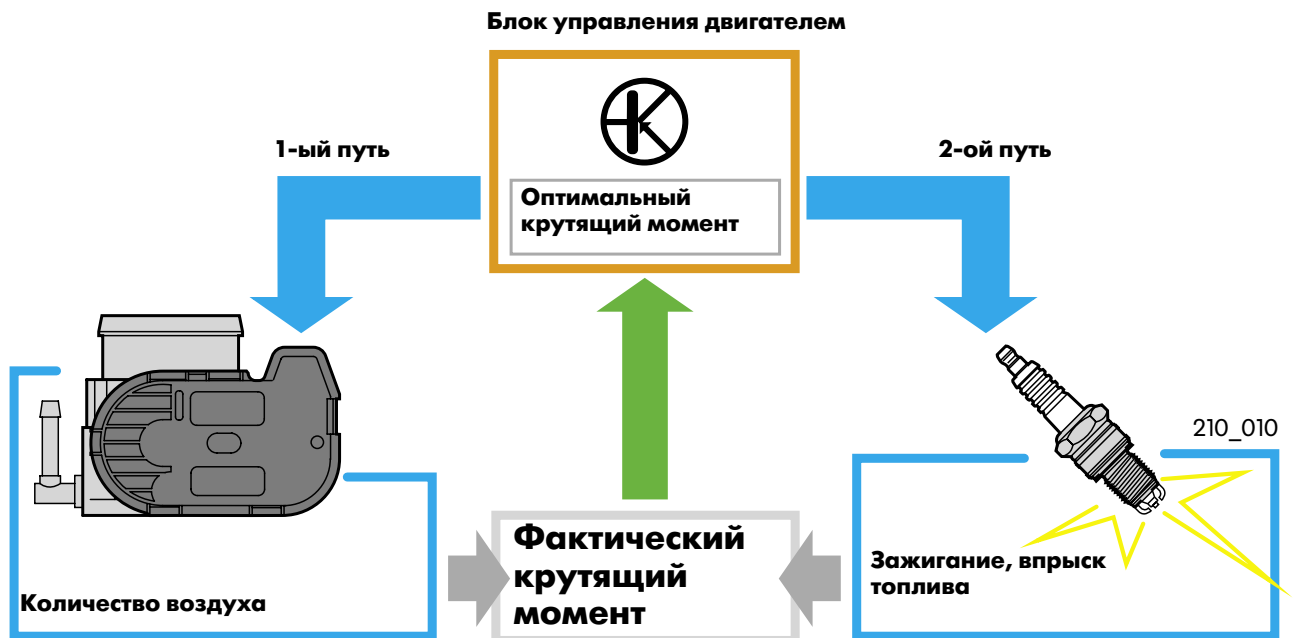 Блок управления двигателем
1-ый путь
2-ой путь
Оптимальный
крутящий момент
210_010
Фактический
крутящий
момент
Зажигание, впрыск
топлива
Количество воздуха